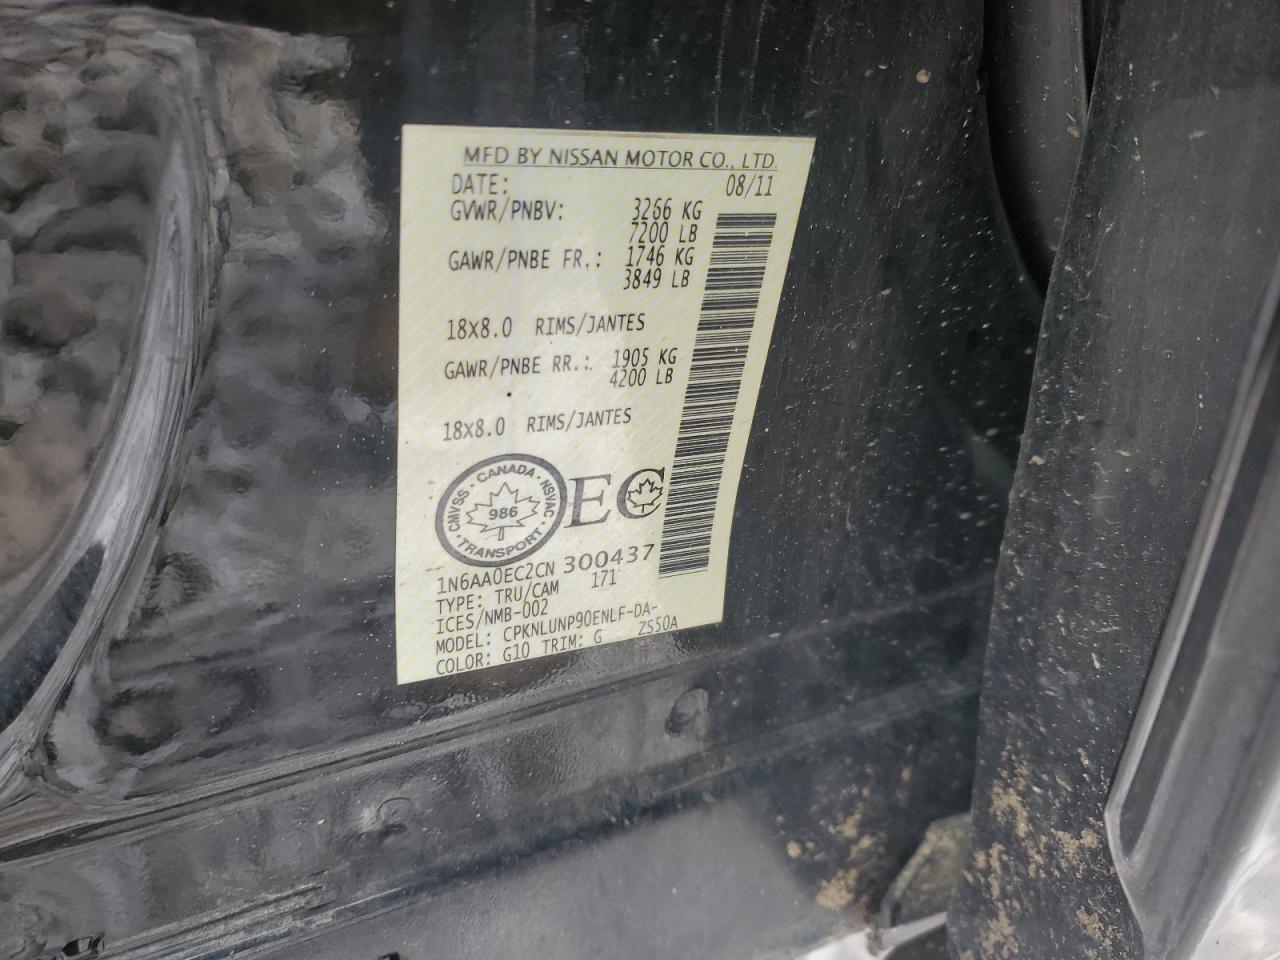 MFD BY NISSAN MOTOR CO., LTD.
DATE: 08/11
GVWR/PNBV: 3266 KG
7200 LB
GAWR/PNBE FR.: 1746 KG
3849 LB
18X8.0 RIMS/JANTES
GAWR/PNBE RR.: 1905 KG
4200 LB
18X8.0 RIMS/JANTES
CMVSS · CANADA · NSVAC · TRANSPORT ·
986
EC
1N6AA0EC2CN 300437
TYPE: TRU/CAM 171
ICES/NMB-002
MODEL: CPKNLUNP90ENLF-DA-
COLOR: G10 TRIM: G ZS50A